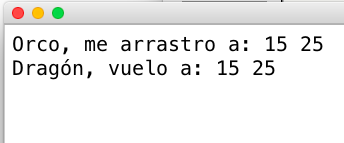 Orco, me arrastro a: 15 25
Dragón, vuelo a: 15 25